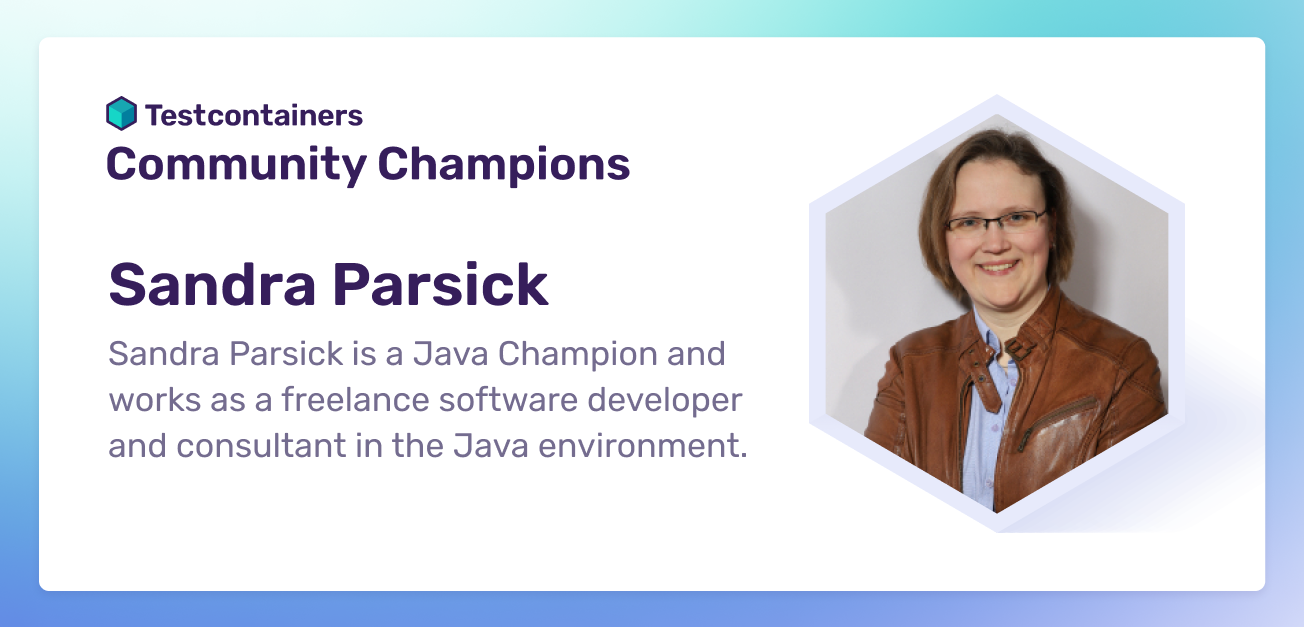 Testcontainers
Community Champions
Sandra Parsick
Sandra Parsick is a Java Champion and
works as a freelance software developer
and consultant in the Java environment.